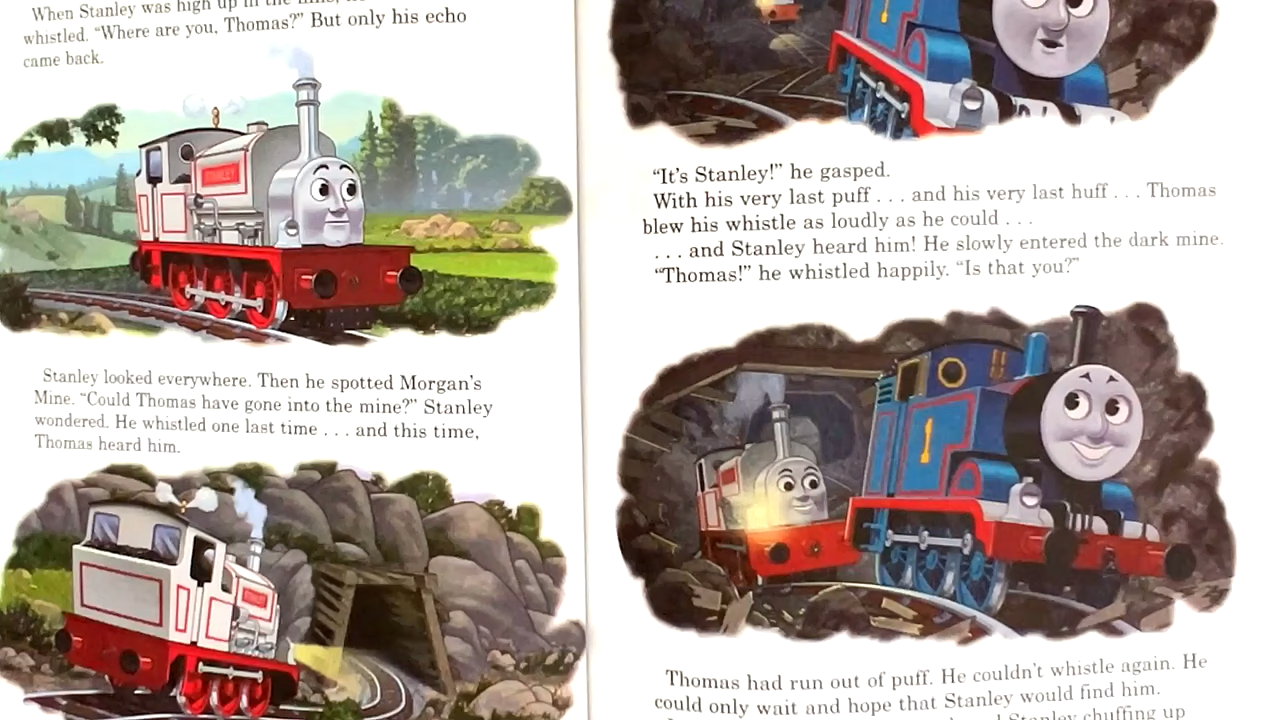 When Stanley was high up in the
whistled. “Where are you, Thomas?” But only his echo
came back.
STANLEY
Stanley looked everywhere. Then he spotted Morgan’s
Mine. “Could Thomas have gone into the mine?” Stanley
wondered. He whistled one last time . . . and this time,
Thomas heard him.
1
“It’s Stanley!” he gasped.
With his very last puff . . . and his very last huff . . . Thomas
blew his whistle as loudly as he could . . .
. . . and Stanley heard him! He slowly entered the dark mine.
“Thomas!” he whistled happily. “Is that you?”
1
Thomas had run out of puff. He couldn’t whistle again. He
could only wait and hope that Stanley would find him.
Stanley chuffing up